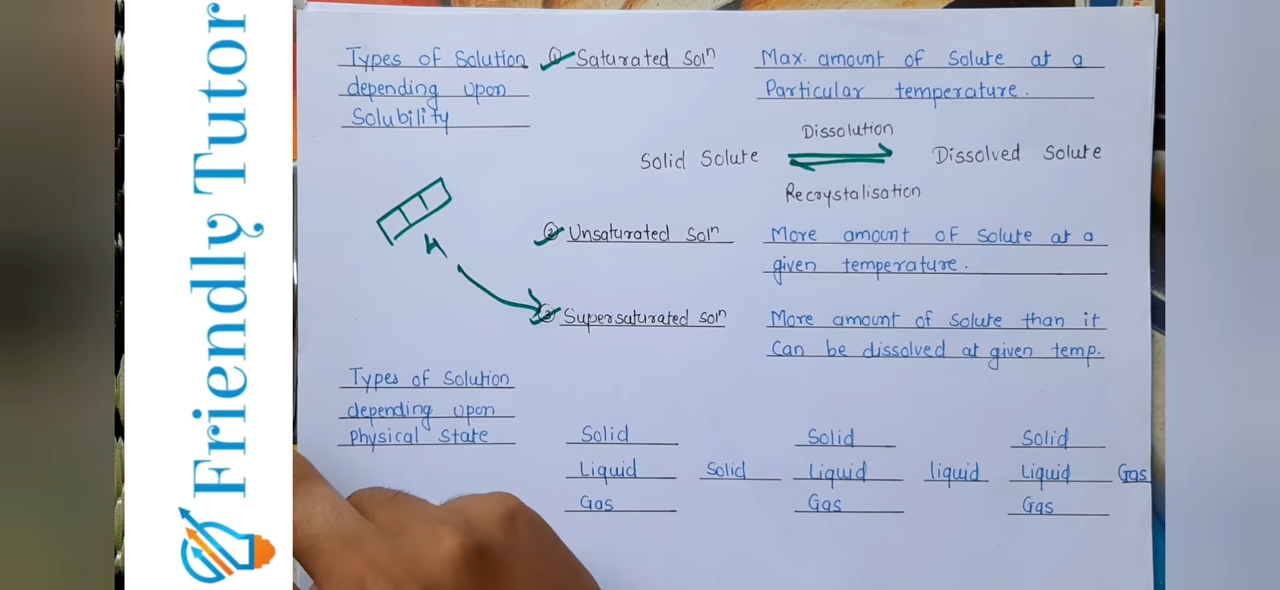 Friendly Tutor
Types of Solution
depending upon
Solubility
① Saturated Solⁿ
Max. amount of Solute at a
Particular temperature.
Dissolution
Solid Solute ⇌ Dissolved Solute
Recrystalisation
② Unsaturated Solⁿ
More amount of Solute at a
given temperature.
③ Supersaturated Solⁿ
More amount of Solute than it
Can be dissolved at given temp.
Types of Solution
depending upon
Physical State
Solid Solid Solid
Liquid Solid Liquid liquid Liquid Gas
Gas Gas Gas